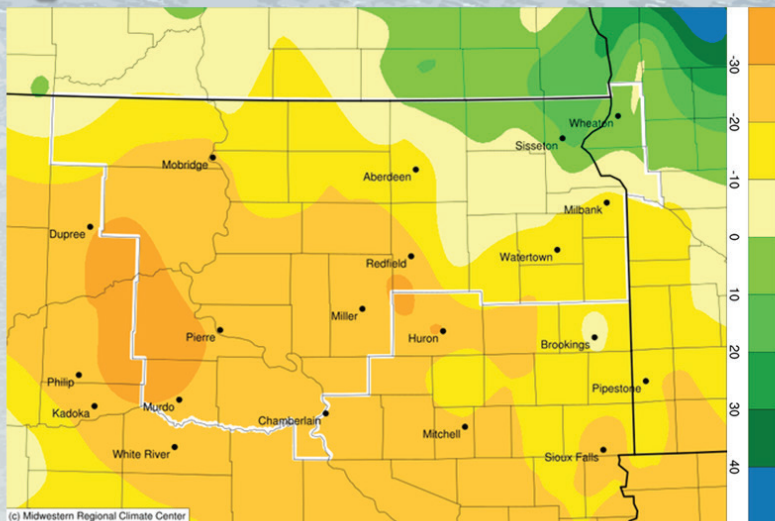 Wheaton
Sisseton
Mobridge
Aberdeen
Milbank
Dupree
Watertown
Redfield
Miller
Pierre
Huron
Brookings
Philip
Pipestone
Kadoka
Murdo
Chamberlain
Mitchell
White River
Sioux Falls
(c) Midwestern Regional Climate Center
-30
-20
-10
0
10
20
30
40